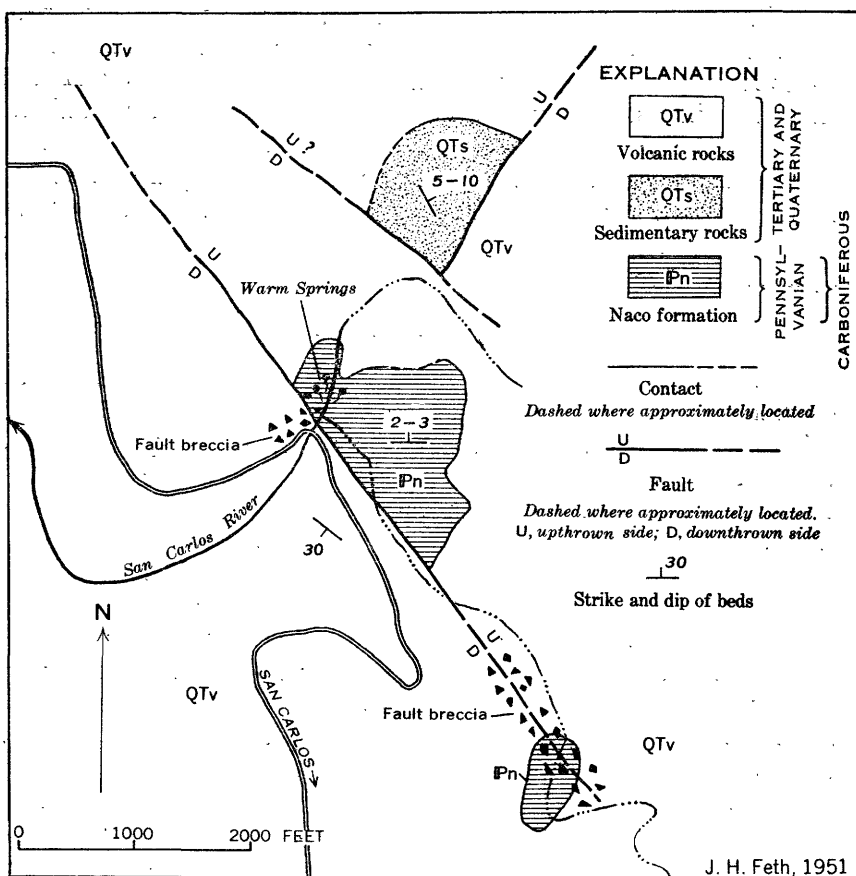 QTv
U
D
U ?
D
QTs
5-10
QTv
U
D
U
D
Warm Springs
Fault breccia
2-3
ℙn
San Carlos River
30
N
QTv
SAN CARLOS
U
D
Fault breccia
ℙn
QTv
0 1000 2000 FEET
EXPLANATION
QTv
Volcanic rocks
QTs
Sedimentary rocks
TERTIARY AND
QUATERNARY
ℙn
Naco formation
PENNSYL-
VANIAN
CARBONIFEROUS
Contact
Dashed where approximately located
U
D
Fault
Dashed where approximately located.
U, upthrown side; D, downthrown side
30
Strike and dip of beds
J. H. Feth, 1951